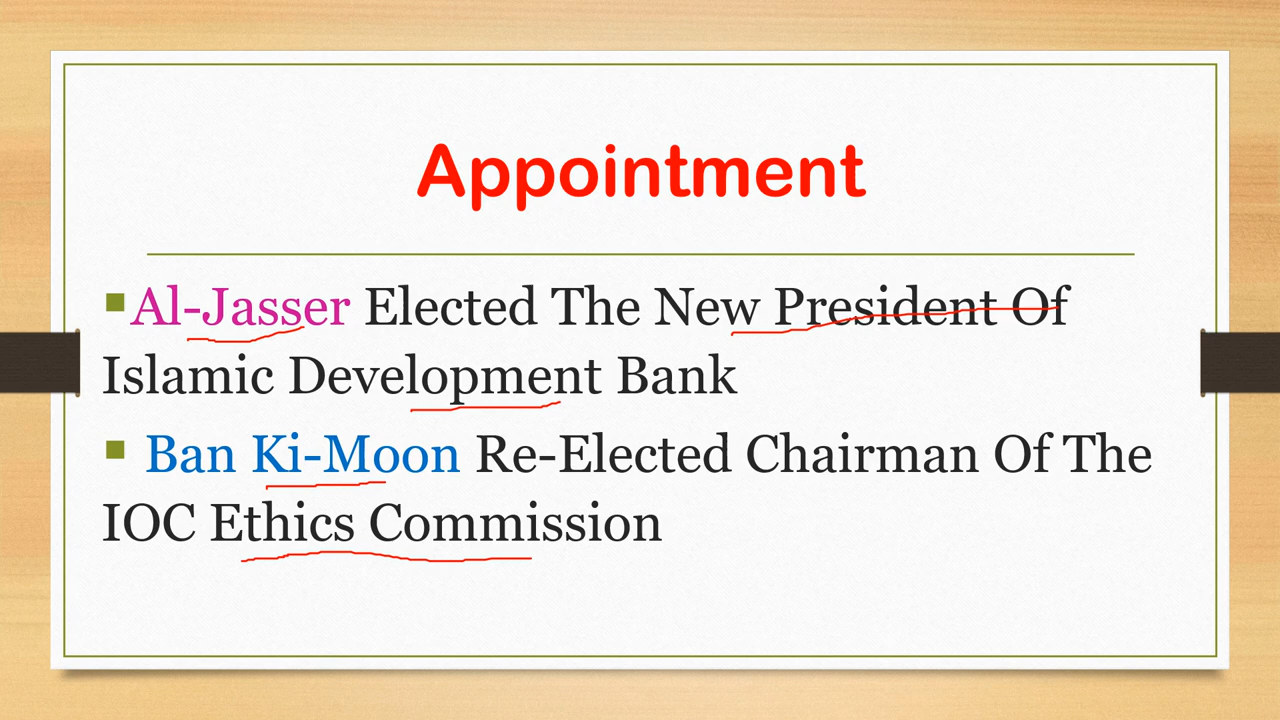 Appointment
Al-Jasser Elected The New President Of
Islamic Development Bank
Ban Ki-Moon Re-Elected Chairman Of The
IOC Ethics Commission